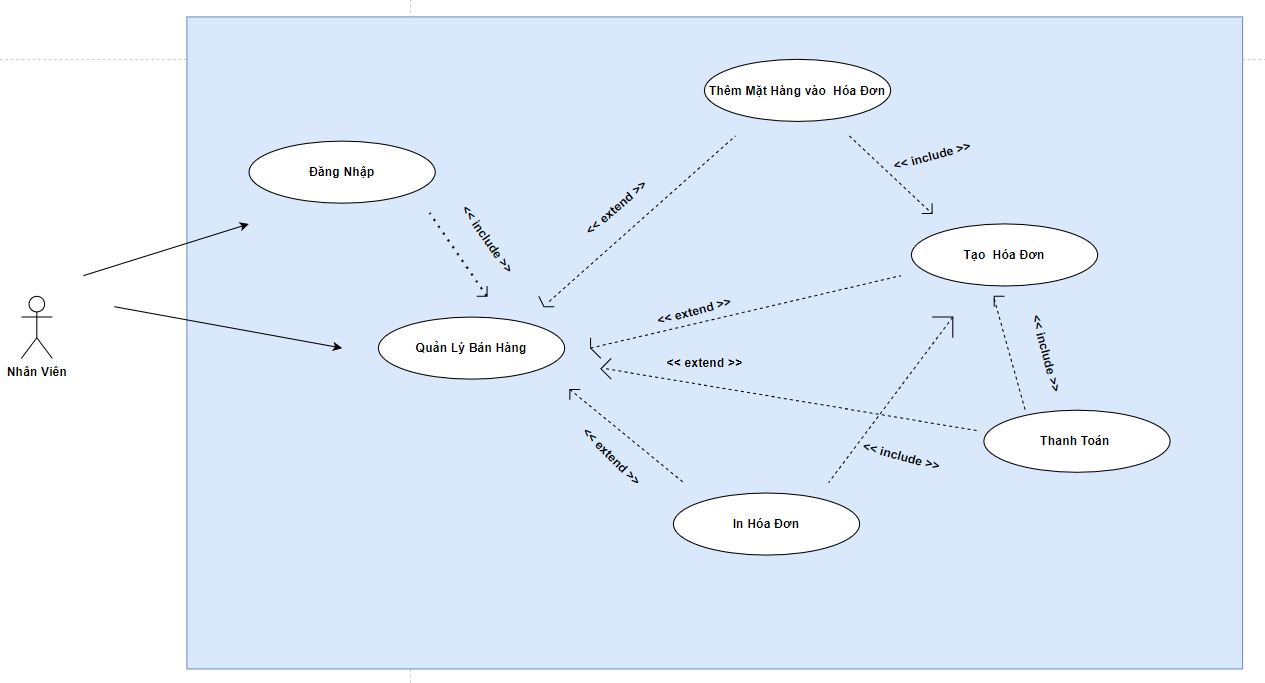 Thêm Mặt Hàng vào  Hóa Đơn
<< include >>
Đăng Nhập
<< extend >>
<< include >>
Tạo  Hóa Đơn
<< extend >>
Nhân Viên
Quản Lý Bán Hàng
<< extend >>
<< include >>
<< extend >>
<< include >>
Thanh Toán
In Hóa Đơn